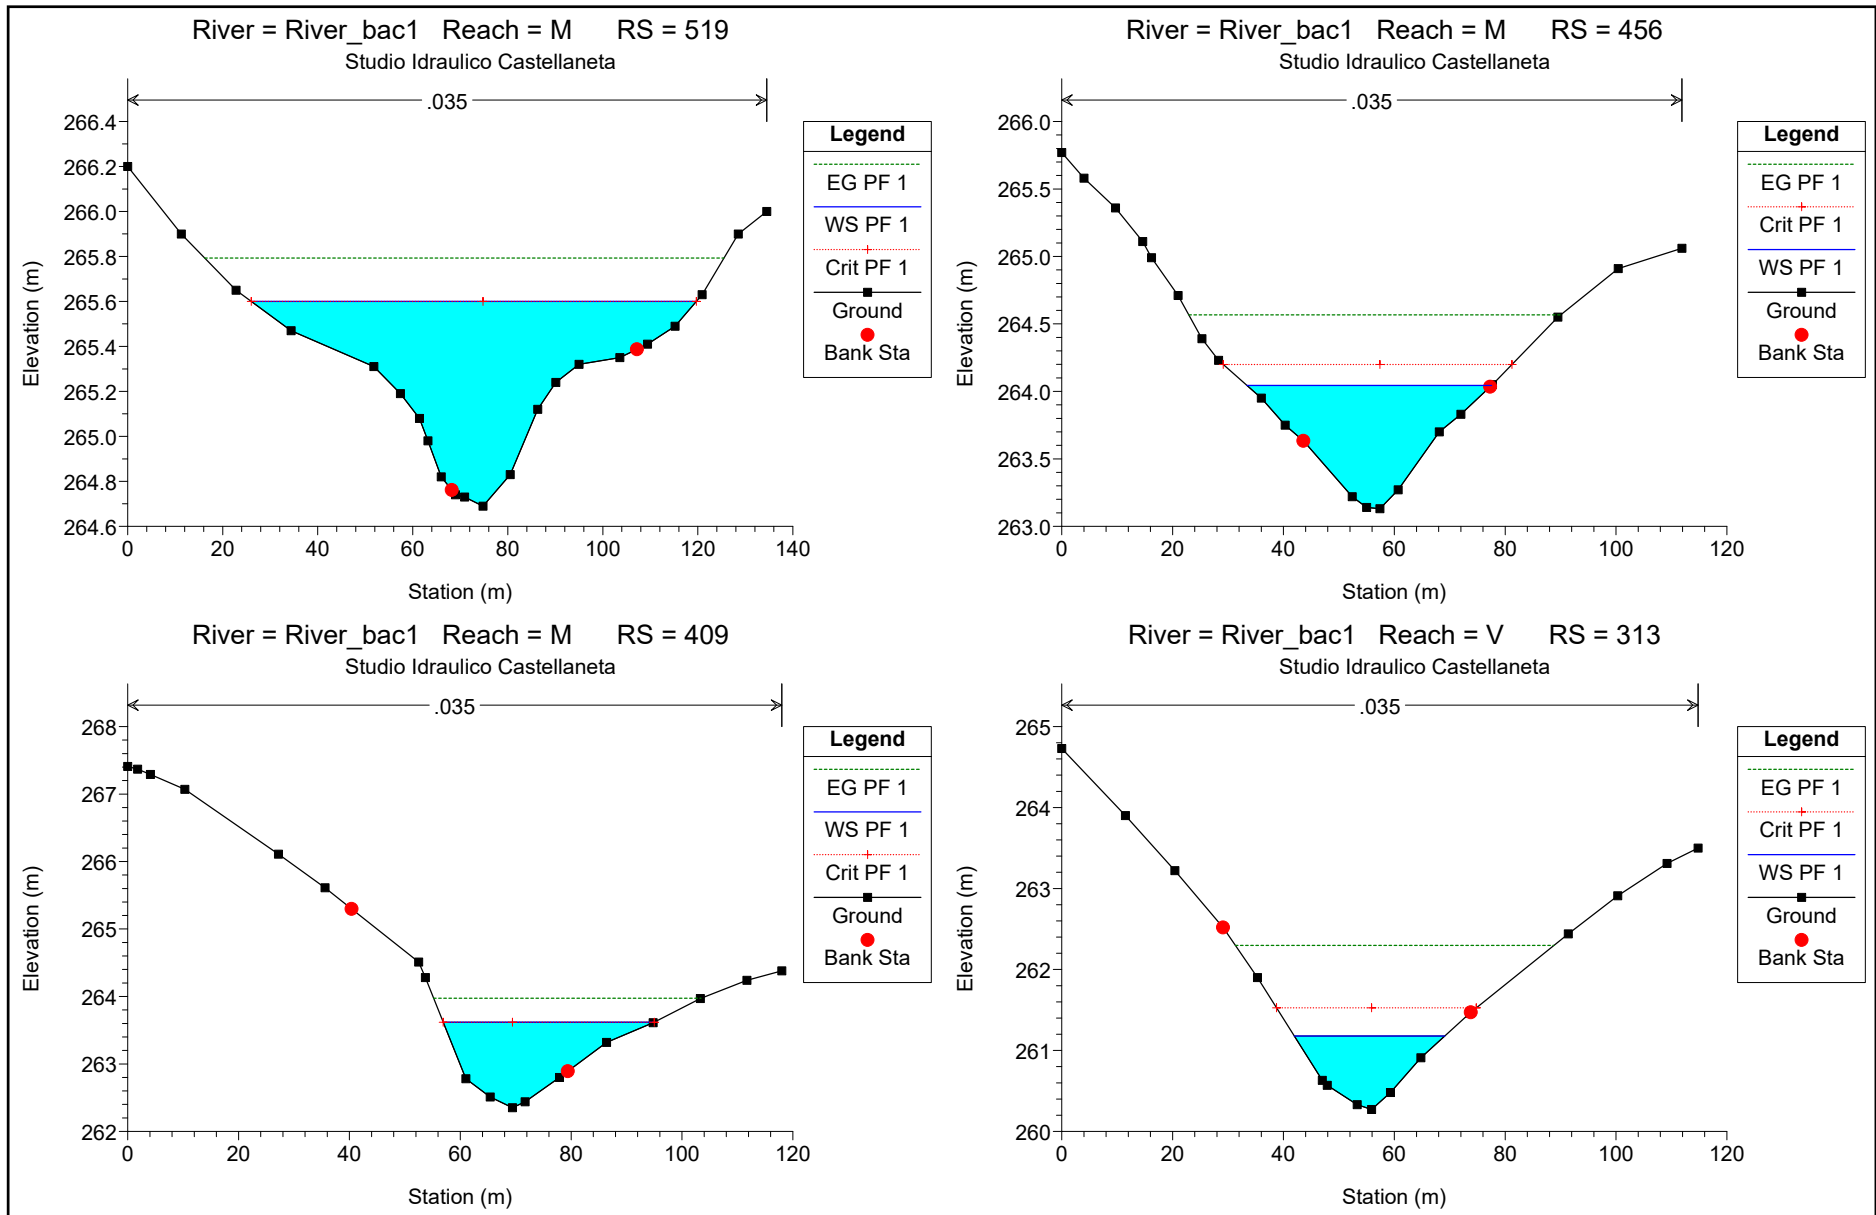 River = River_bac1 Reach = M RS = 519
Studio Idraulico Castellaneta
.035
Elevation (m)
266.4
266.2
266.0
265.8
265.6
265.4
265.2
265.0
264.8
264.6
0 20 40 60 80 100 120 140
Station (m)
Legend
EG PF 1
WS PF 1
Crit PF 1
Ground
Bank Sta
River = River_bac1 Reach = M RS = 456
Studio Idraulico Castellaneta
.035
Elevation (m)
266.0
265.5
265.0
264.5
264.0
263.5
263.0
0 20 40 60 80 100 120
Station (m)
Legend
EG PF 1
Crit PF 1
WS PF 1
Ground
Bank Sta
River = River_bac1 Reach = M RS = 409
Studio Idraulico Castellaneta
.035
Elevation (m)
268
267
266
265
264
263
262
0 20 40 60 80 100 120
Station (m)
Legend
EG PF 1
WS PF 1
Crit PF 1
Ground
Bank Sta
River = River_bac1 Reach = V RS = 313
Studio Idraulico Castellaneta
.035
Elevation (m)
265
264
263
262
261
260
0 20 40 60 80 100 120
Station (m)
Legend
EG PF 1
Crit PF 1
WS PF 1
Ground
Bank Sta